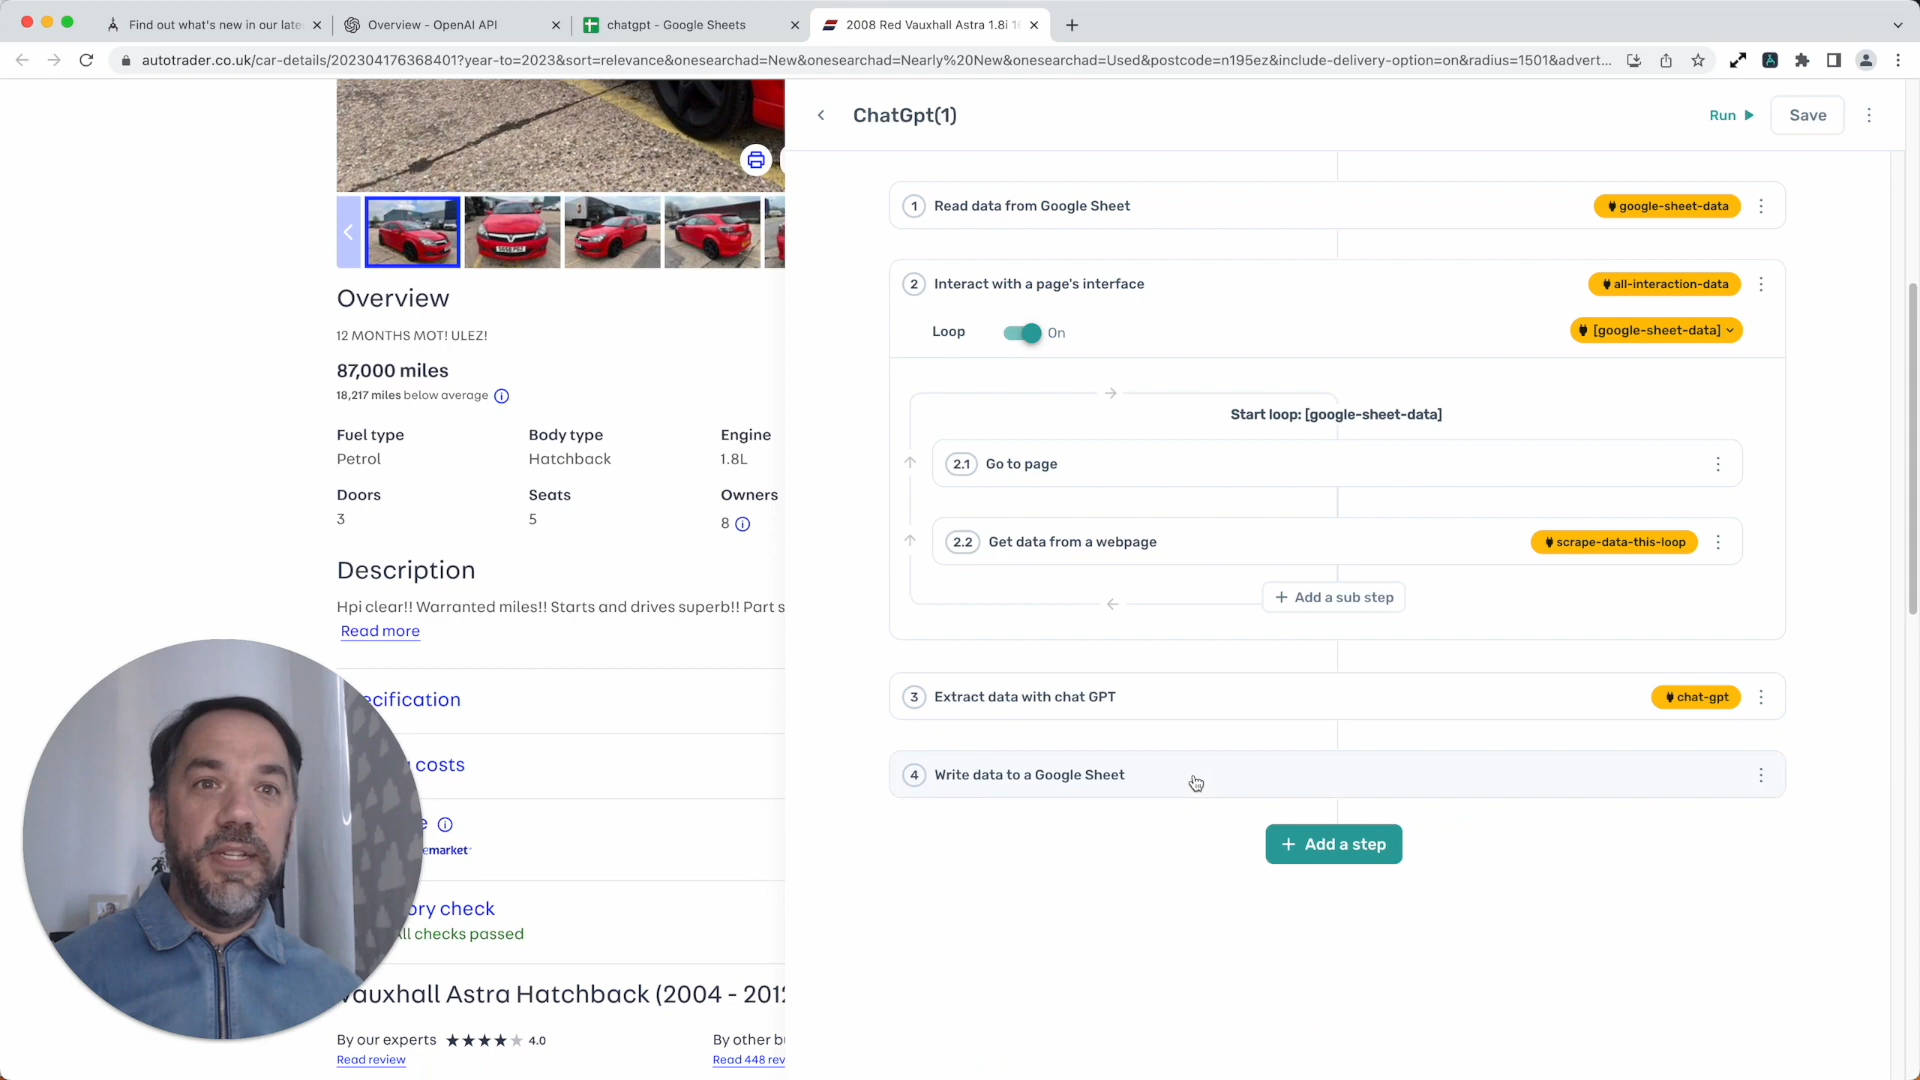 Find out what's new in our late
Overview - OpenAI API
chatgpt - Google Sheets
2008 Red Vauxhall Astra 1.8i 16
autotrader.co.uk/car-details/202304176368401?year-to=2023&sort=relevance&onesearchad=New&onesearchad=Nearly%20New&onesearchad=Used&postcode=n195ez&include-delivery-option=on&radius=1501&advert...
ChatGpt(1)
Run
Save
1 Read data from Google Sheet
google-sheet-data
2 Interact with a page's interface
all-interaction-data
Loop
On
[google-sheet-data]
Start loop: [google-sheet-data]
2.1 Go to page
2.2 Get data from a webpage
scrape-data-this-loop
+ Add a sub step
3 Extract data with chat GPT
chat-gpt
4 Write data to a Google Sheet
+ Add a step
Overview
12 MONTHS MOT! ULEZ!
87,000 miles
18,217 miles below average
Fuel type
Body type
Engine
Petrol
Hatchback
1.8L
Doors
Seats
Owners
3
5
8
Description
Hpi clear!! Warranted miles!! Starts and drives superb!! Part s
Read more
ecification
costs
e
emarket
ory check
All checks passed
Vauxhall Astra Hatchback (2004 - 2012
By our experts
4.0
By other bu
Read review
Read 448 rev